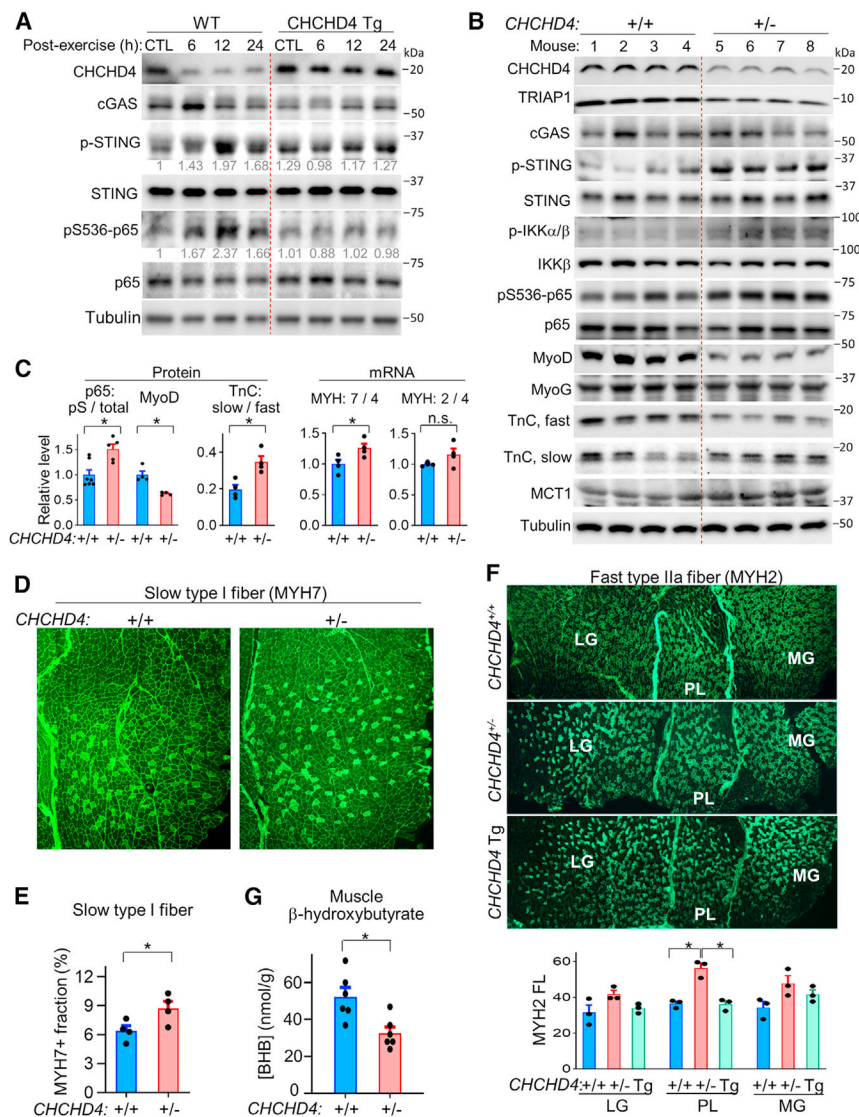 A
WT CHCHD4 Tg
Post-exercise (h): CTL 6 12 24 CTL 6 12 24 kDa
CHCHD4 −20
cGAS −50
p-STING −37
1 1.43 1.97 1.68 1.29 0.98 1.17 1.27
STING −37
−75
pS536-p65
1 1.67 2.37 1.66 1.01 0.88 1.02 0.98
−75
p65
Tubulin −50
B
CHCHD4: +/+ +/-
Mouse: 1 2 3 4 5 6 7 8 kDa
CHCHD4 −20
TRIAP1 −10
cGAS −50
p-STING −37
STING −37
p-IKKα/β −100
IKKβ −100
pS536-p65 −75
p65 −75
−50
MyoD
MyoG −37
TnC, fast −20
TnC, slow −20
MCT1 −50
Tubulin −50
C
Protein mRNA
p65: pS / total
MyoD
TnC: slow / fast
MYH: 7 / 4
MYH: 2 / 4
* * * * n.s.
Relative level
1.5
1.0
0.5
0
0.4
0.2
0
1.5
1.0
0.5
0
1.5
1.0
0.5
0
CHCHD4: +/+ +/- +/+ +/- +/+ +/- +/+ +/- +/+ +/-
D
Slow type I fiber (MYH7)
CHCHD4: +/+ +/-
E
Slow type I fiber
*
MYH7+ fraction (%)
12
9
6
3
0
CHCHD4: +/+ +/-
G
Muscle
β-hydroxybutyrate
*
[BHB] (nmol/g)
80
60
40
20
0
CHCHD4: +/+ +/-
F
Fast type IIa fiber (MYH2)
CHCHD4+/+
LG PL MG
CHCHD4+/-
LG PL MG
CHCHD4 Tg
LG PL MG
* *
MYH2 FL
60
40
20
0
CHCHD4: +/+ +/- Tg +/+ +/- Tg +/+ +/- Tg
LG PL MG